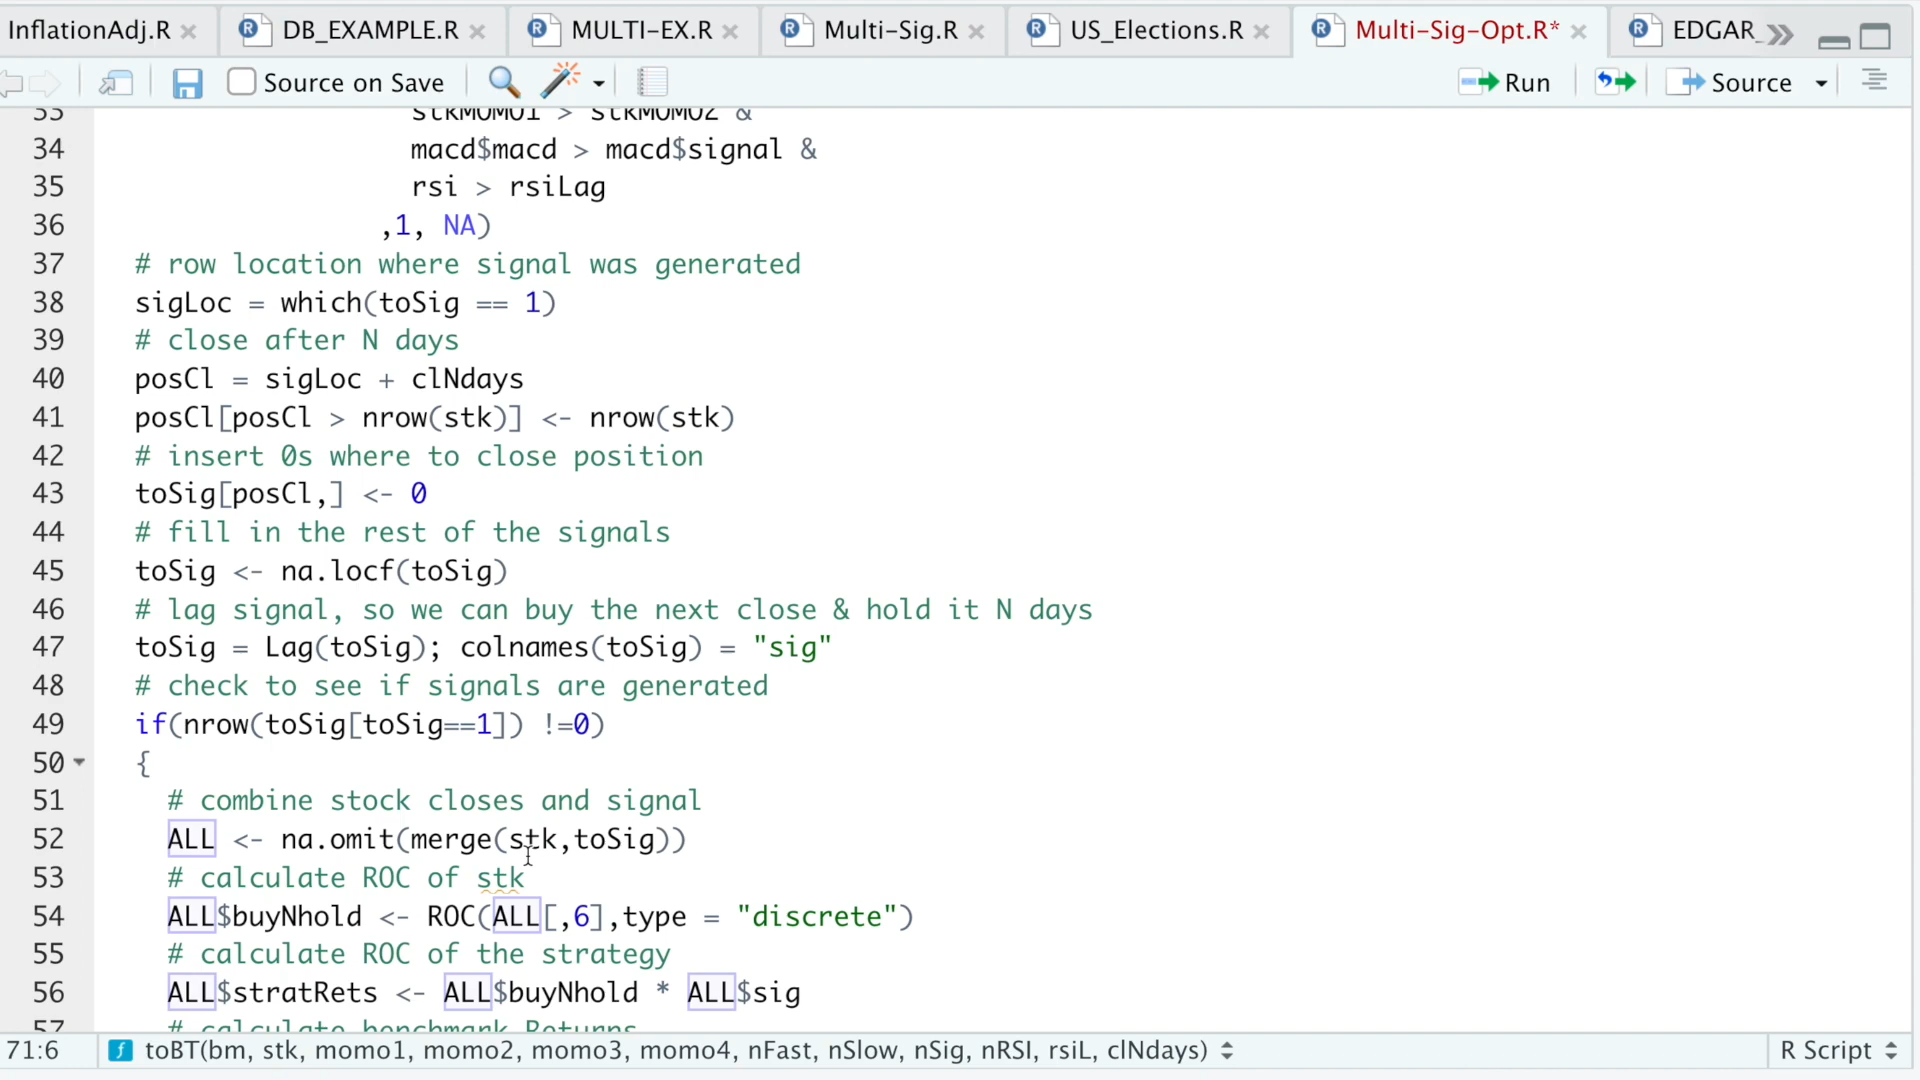 InflationAdj.R DB_EXAMPLE.R MULTI-EX.R Multi-Sig.R US_Elections.R Multi-Sig-Opt.R* EDGAR_
Source on Save Run Source
33 stkMOMO1 > stkMOMO2 &
34 macd$macd > macd$signal &
35 rsi > rsiLag
36 ,1, NA)
37 # row location where signal was generated
38 sigLoc = which(toSig == 1)
39 # close after N days
40 posCl = sigLoc + clNdays
41 posCl[posCl > nrow(stk)] <- nrow(stk)
42 # insert 0s where to close position
43 toSig[posCl,] <- 0
44 # fill in the rest of the signals
45 toSig <- na.locf(toSig)
46 # lag signal, so we can buy the next close & hold it N days
47 toSig = Lag(toSig); colnames(toSig) = "sig"
48 # check to see if signals are generated
49 if(nrow(toSig[toSig==1]) !=0)
50 {
51 # combine stock closes and signal
52 ALL <- na.omit(merge(stk,toSig))
53 # calculate ROC of stk
54 ALL$buyNhold <- ROC(ALL[,6],type = "discrete")
55 # calculate ROC of the strategy
56 ALL$stratRets <- ALL$buyNhold * ALL$sig
57 # calculate benchmark Returns
71:6 toBT(bm, stk, momo1, momo2, momo3, momo4, nFast, nSlow, nSig, nRSI, rsiL, clNdays) R Script